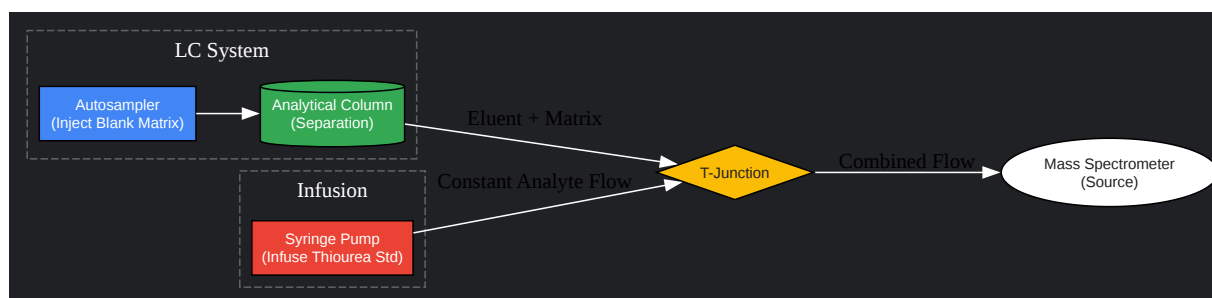 LC System
Autosampler
(Inject Blank Matrix)
Analytical Column
(Separation)
Eluent + Matrix
Infusion
Constant Analyte Flow
Syringe Pump
(Infuse Thiourea Std)
T-Junction
Combined Flow
Mass Spectrometer
(Source)